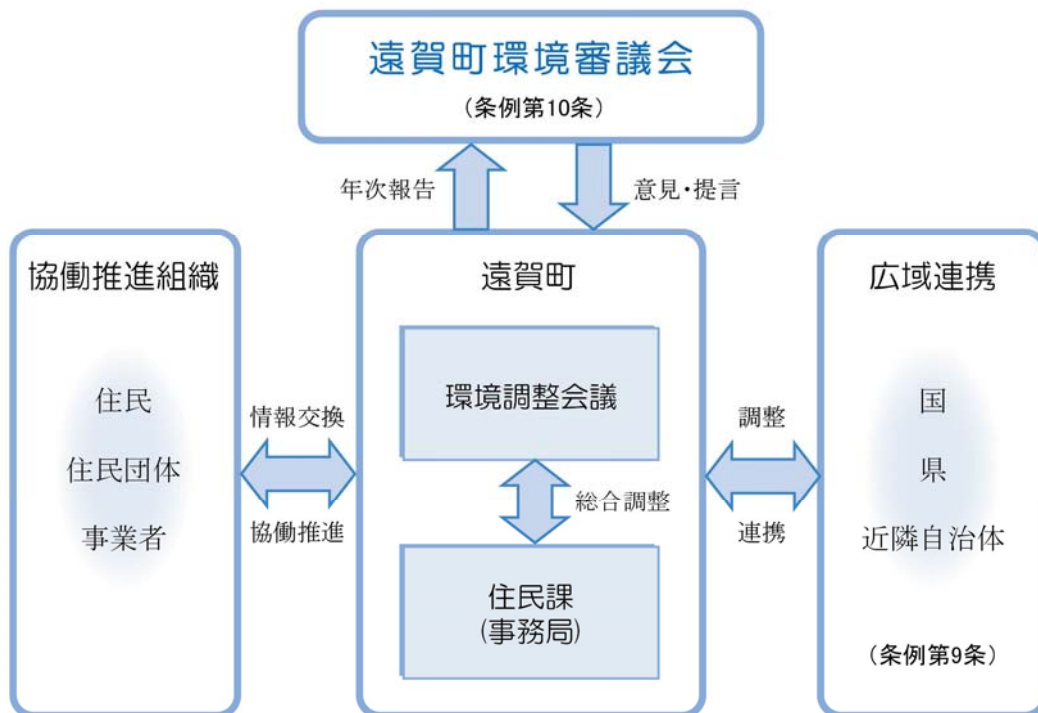 遠賀町環境審議会
（条例第10条）
年次報告
意見・提言
協働推進組織
住民
住民団体
事業者
情報交換
協働推進
遠賀町
環境調整会議
総合調整
住民課
(事務局)
調整
連携
広域連携
国
県
近隣自治体
（条例第9条）